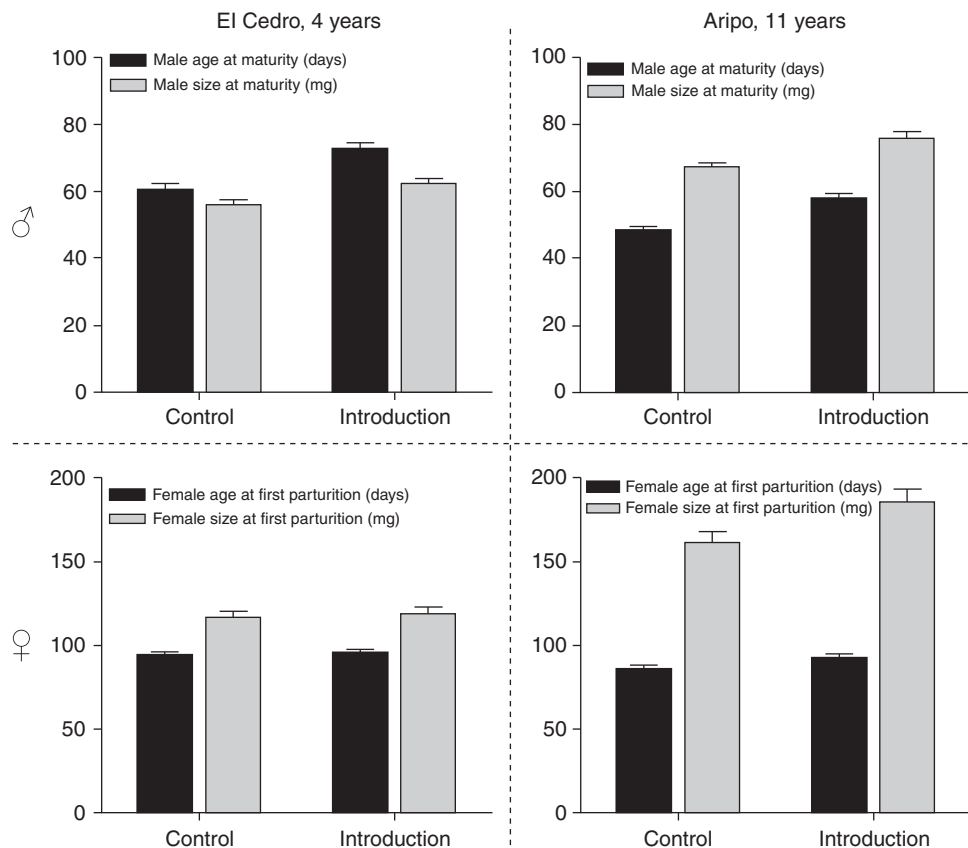 El Cedro, 4 years
Aripo, 11 years
100
80
60
40
20
0
Male age at maturity (days)
Male size at maturity (mg)
Control
Introduction
♂
100
80
60
40
20
0
Male age at maturity (days)
Male size at maturity (mg)
Control
Introduction
200
150
100
50
0
Female age at first parturition (days)
Female size at first parturition (mg)
Control
Introduction
♀
200
150
100
50
0
Female age at first parturition (days)
Female size at first parturition (mg)
Control
Introduction